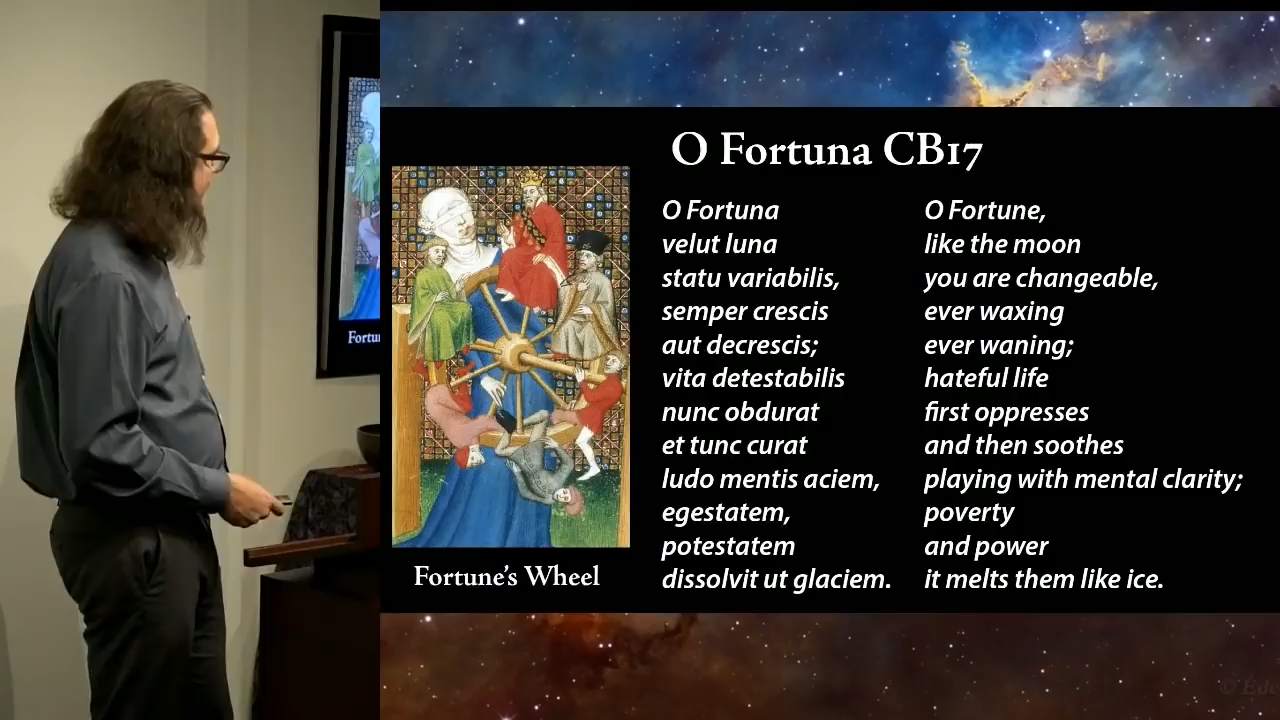 Fortu
O Fortuna CB17
O Fortuna
velut luna
statu variabilis,
semper crescis
aut decrescis;
vita detestabilis
nunc obdurat
et tunc curat
ludo mentis aciem,
egestatem,
potestatem
dissolvit ut glaciem.
O Fortune,
like the moon
you are changeable,
ever waxing
ever waning;
hateful life
first oppresses
and then soothes
playing with mental clarity;
poverty
and power
it melts them like ice.
Fortune's Wheel